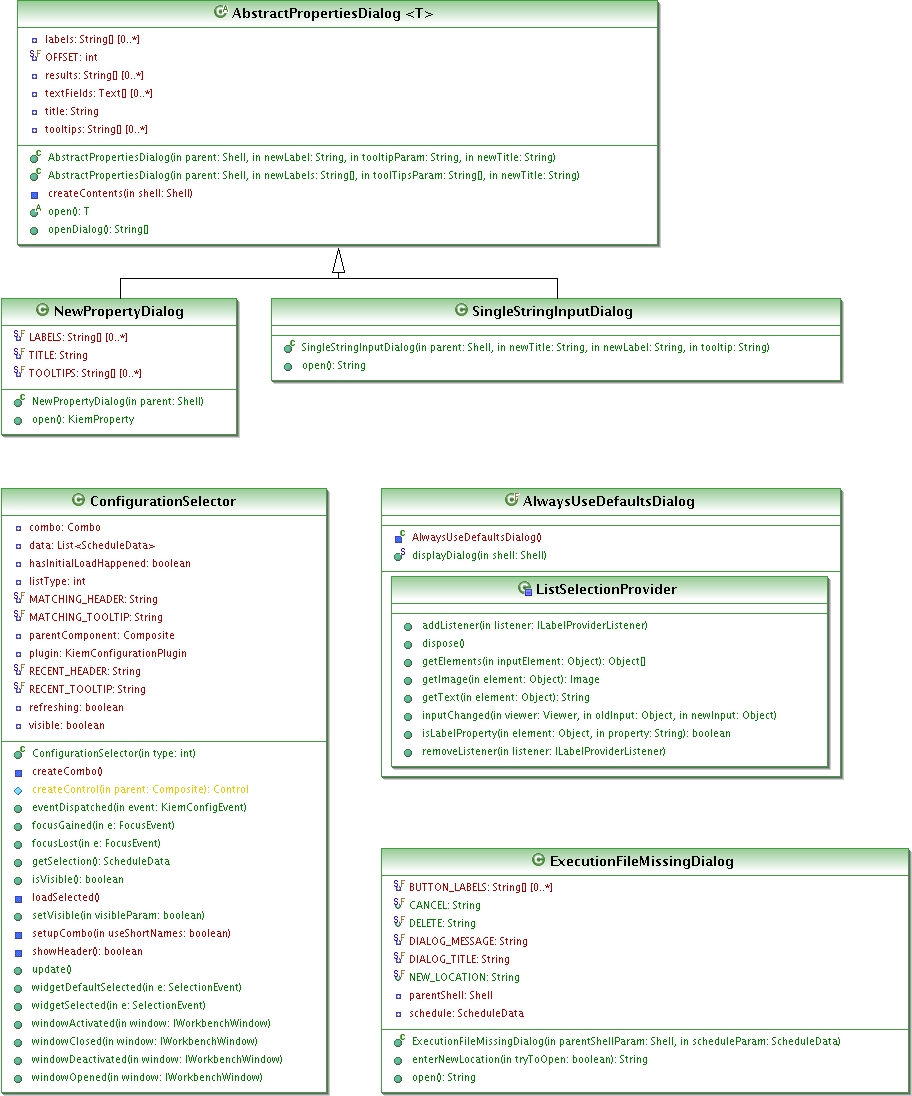 AbstractPropertiesDialog <T>
labels: String[] [0..*]
OFFSET: int
results: String[] [0..*]
textFields: Text[] [0..*]
title: String
tooltips: String[] [0..*]
AbstractPropertiesDialog(in parent: Shell, in newLabel: String, in tooltipParam: String, in newTitle: String)
AbstractPropertiesDialog(in parent: Shell, in newLabels: String[], in toolTipsParam: String[], in newTitle: String)
createContents(in shell: Shell)
open(): T
openDialog(): String[]
NewPropertyDialog
LABELS: String[] [0..*]
TITLE: String
TOOLTIPS: String[] [0..*]
NewPropertyDialog(in parent: Shell)
open(): KiemProperty
SingleStringInputDialog
SingleStringInputDialog(in parent: Shell, in newTitle: String, in newLabel: String, in tooltip: String)
open(): String
ConfigurationSelector
combo: Combo
data: List<ScheduleData>
hasInitialLoadHappened: boolean
listType: int
MATCHING_HEADER: String
MATCHING_TOOLTIP: String
parentComponent: Composite
plugin: KiemConfigurationPlugin
RECENT_HEADER: String
RECENT_TOOLTIP: String
refreshing: boolean
visible: boolean
ConfigurationSelector(in type: int)
createCombo()
createControl(in parent: Composite): Control
eventDispatched(in event: KiemConfigEvent)
focusGained(in e: FocusEvent)
focusLost(in e: FocusEvent)
getSelection(): ScheduleData
isVisible(): boolean
loadSelected()
setVisible(in visibleParam: boolean)
setupCombo(in useShortNames: boolean)
showHeader(): boolean
update()
widgetDefaultSelected(in e: SelectionEvent)
widgetSelected(in e: SelectionEvent)
windowActivated(in window: IWorkbenchWindow)
windowClosed(in window: IWorkbenchWindow)
windowDeactivated(in window: IWorkbenchWindow)
windowOpened(in window: IWorkbenchWindow)
AlwaysUseDefaultsDialog
AlwaysUseDefaultsDialog()
displayDialog(in shell: Shell)
ListSelectionProvider
addListener(in listener: ILabelProviderListener)
dispose()
getElements(in inputElement: Object): Object[]
getImage(in element: Object): Image
getText(in element: Object): String
inputChanged(in viewer: Viewer, in oldInput: Object, in newInput: Object)
isLabelProperty(in element: Object, in property: String): boolean
removeListener(in listener: ILabelProviderListener)
ExecutionFileMissingDialog
BUTTON_LABELS: String[] [0..*]
CANCEL: String
DELETE: String
DIALOG_MESSAGE: String
DIALOG_TITLE: String
NEW_LOCATION: String
parentShell: Shell
schedule: ScheduleData
ExecutionFileMissingDialog(in parentShellParam: Shell, in scheduleParam: ScheduleData)
enterNewLocation(in tryToOpen: boolean): String
open(): String